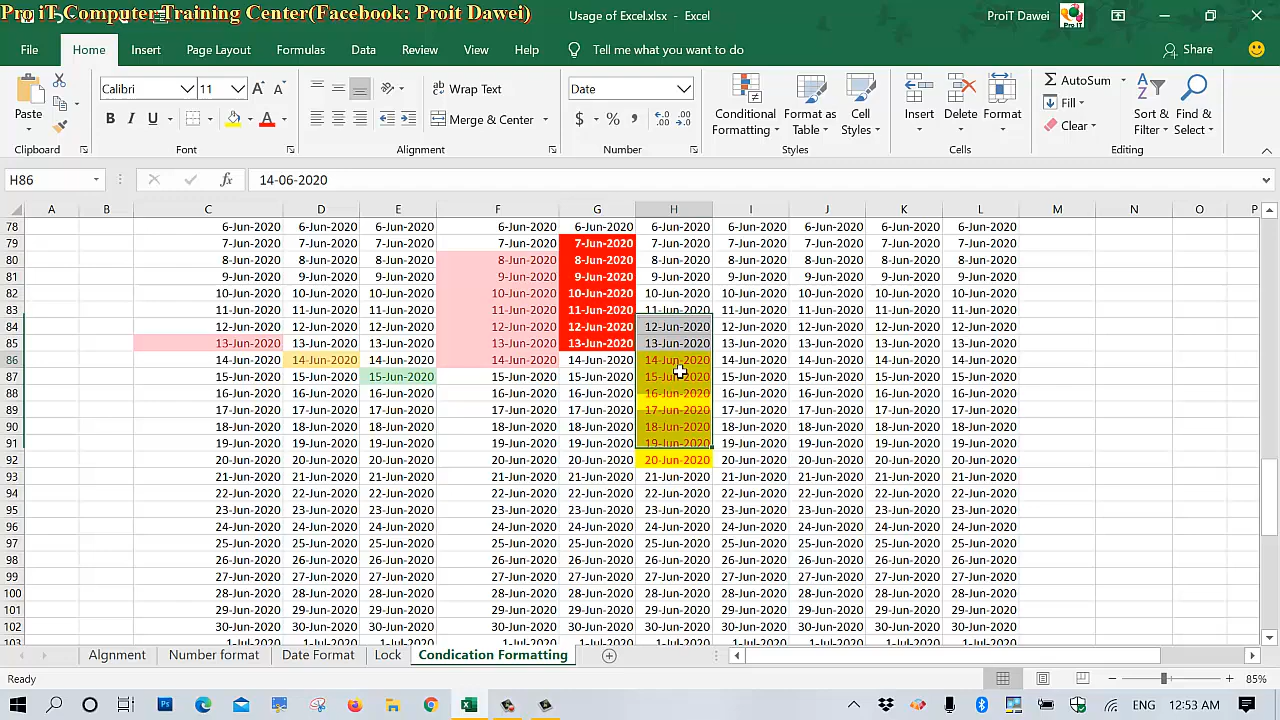 Pro iT Computer Training Center(Facebook: Proit Dawei)
Usage of Excel.xlsx - Excel
ProiT Dawei
Pro IT
File Home Insert Page Layout Formulas Data Review View Help Tell me what you want to do Share
Paste
Calibri 11
B I U
Wrap Text
Merge & Center
Date
$ % ,
Conditional Formatting
Format as Table
Cell Styles
Insert Delete Format
AutoSum
Fill
Clear
Sort & Filter
Find & Select
Clipboard Font Alignment Number Styles Cells Editing
H86 fx 14-06-2020
A B C D E F G H I J K L M N O P
78 6-Jun-2020 6-Jun-2020 6-Jun-2020 6-Jun-2020 6-Jun-2020 6-Jun-2020 6-Jun-2020 6-Jun-2020 6-Jun-2020 6-Jun-2020
79 7-Jun-2020 7-Jun-2020 7-Jun-2020 7-Jun-2020 7-Jun-2020 7-Jun-2020 7-Jun-2020 7-Jun-2020 7-Jun-2020 7-Jun-2020
80 8-Jun-2020 8-Jun-2020 8-Jun-2020 8-Jun-2020 8-Jun-2020 8-Jun-2020 8-Jun-2020 8-Jun-2020 8-Jun-2020 8-Jun-2020
81 9-Jun-2020 9-Jun-2020 9-Jun-2020 9-Jun-2020 9-Jun-2020 9-Jun-2020 9-Jun-2020 9-Jun-2020 9-Jun-2020 9-Jun-2020
82 10-Jun-2020 10-Jun-2020 10-Jun-2020 10-Jun-2020 10-Jun-2020 10-Jun-2020 10-Jun-2020 10-Jun-2020 10-Jun-2020 10-Jun-2020
83 11-Jun-2020 11-Jun-2020 11-Jun-2020 11-Jun-2020 11-Jun-2020 11-Jun-2020 11-Jun-2020 11-Jun-2020 11-Jun-2020 11-Jun-2020
84 12-Jun-2020 12-Jun-2020 12-Jun-2020 12-Jun-2020 12-Jun-2020 12-Jun-2020 12-Jun-2020 12-Jun-2020 12-Jun-2020 12-Jun-2020
85 13-Jun-2020 13-Jun-2020 13-Jun-2020 13-Jun-2020 13-Jun-2020 13-Jun-2020 13-Jun-2020 13-Jun-2020 13-Jun-2020 13-Jun-2020
86 14-Jun-2020 14-Jun-2020 14-Jun-2020 14-Jun-2020 14-Jun-2020 14-Jun-2020 14-Jun-2020 14-Jun-2020 14-Jun-2020 14-Jun-2020
87 15-Jun-2020 15-Jun-2020 15-Jun-2020 15-Jun-2020 15-Jun-2020 15-Jun-2020 15-Jun-2020 15-Jun-2020 15-Jun-2020 15-Jun-2020
88 16-Jun-2020 16-Jun-2020 16-Jun-2020 16-Jun-2020 16-Jun-2020 16-Jun-2020 16-Jun-2020 16-Jun-2020 16-Jun-2020 16-Jun-2020
89 17-Jun-2020 17-Jun-2020 17-Jun-2020 17-Jun-2020 17-Jun-2020 17-Jun-2020 17-Jun-2020 17-Jun-2020 17-Jun-2020 17-Jun-2020
90 18-Jun-2020 18-Jun-2020 18-Jun-2020 18-Jun-2020 18-Jun-2020 18-Jun-2020 18-Jun-2020 18-Jun-2020 18-Jun-2020 18-Jun-2020
91 19-Jun-2020 19-Jun-2020 19-Jun-2020 19-Jun-2020 19-Jun-2020 19-Jun-2020 19-Jun-2020 19-Jun-2020 19-Jun-2020 19-Jun-2020
92 20-Jun-2020 20-Jun-2020 20-Jun-2020 20-Jun-2020 20-Jun-2020 20-Jun-2020 20-Jun-2020 20-Jun-2020 20-Jun-2020 20-Jun-2020
93 21-Jun-2020 21-Jun-2020 21-Jun-2020 21-Jun-2020 21-Jun-2020 21-Jun-2020 21-Jun-2020 21-Jun-2020 21-Jun-2020 21-Jun-2020
94 22-Jun-2020 22-Jun-2020 22-Jun-2020 22-Jun-2020 22-Jun-2020 22-Jun-2020 22-Jun-2020 22-Jun-2020 22-Jun-2020 22-Jun-2020
95 23-Jun-2020 23-Jun-2020 23-Jun-2020 23-Jun-2020 23-Jun-2020 23-Jun-2020 23-Jun-2020 23-Jun-2020 23-Jun-2020 23-Jun-2020
96 24-Jun-2020 24-Jun-2020 24-Jun-2020 24-Jun-2020 24-Jun-2020 24-Jun-2020 24-Jun-2020 24-Jun-2020 24-Jun-2020 24-Jun-2020
97 25-Jun-2020 25-Jun-2020 25-Jun-2020 25-Jun-2020 25-Jun-2020 25-Jun-2020 25-Jun-2020 25-Jun-2020 25-Jun-2020 25-Jun-2020
98 26-Jun-2020 26-Jun-2020 26-Jun-2020 26-Jun-2020 26-Jun-2020 26-Jun-2020 26-Jun-2020 26-Jun-2020 26-Jun-2020 26-Jun-2020
99 27-Jun-2020 27-Jun-2020 27-Jun-2020 27-Jun-2020 27-Jun-2020 27-Jun-2020 27-Jun-2020 27-Jun-2020 27-Jun-2020 27-Jun-2020
100 28-Jun-2020 28-Jun-2020 28-Jun-2020 28-Jun-2020 28-Jun-2020 28-Jun-2020 28-Jun-2020 28-Jun-2020 28-Jun-2020 28-Jun-2020
101 29-Jun-2020 29-Jun-2020 29-Jun-2020 29-Jun-2020 29-Jun-2020 29-Jun-2020 29-Jun-2020 29-Jun-2020 29-Jun-2020 29-Jun-2020
102 30-Jun-2020 30-Jun-2020 30-Jun-2020 30-Jun-2020 30-Jun-2020 30-Jun-2020 30-Jun-2020 30-Jun-2020 30-Jun-2020 30-Jun-2020
103 1-Jul-2020 1-Jul-2020 1-Jul-2020 1-Jul-2020 1-Jul-2020 1-Jul-2020 1-Jul-2020 1-Jul-2020 1-Jul-2020 1-Jul-2020
Alignment Number format Date Format Lock Condication Formatting
Ready 85%
ENG 12:53 AM